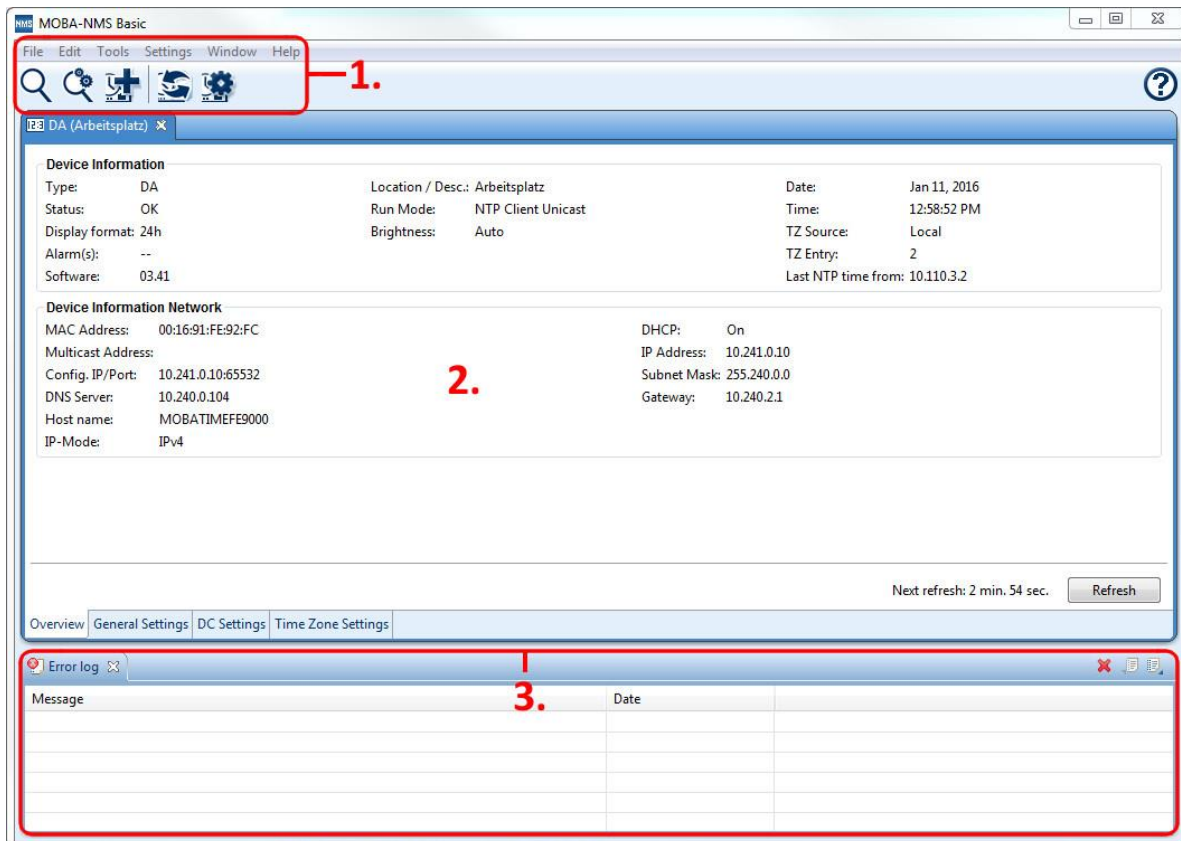 NMS MOBA-NMS Basic
File Edit Tools Settings Window Help
1.
?
123 DA (Arbeitsplatz)
Device Information
Type: DA Location / Desc.: Arbeitsplatz Date: Jan 11, 2016
Status: OK Run Mode: NTP Client Unicast Time: 12:58:52 PM
Display format: 24h Brightness: Auto TZ Source: Local
Alarm(s): -- TZ Entry: 2
Software: 03.41 Last NTP time from: 10.110.3.2
Device Information Network
MAC Address: 00:16:91:FE:92:FC DHCP: On
Multicast Address: IP Address: 10.241.0.10
Config. IP/Port: 10.241.0.10:65532 Subnet Mask: 255.240.0.0
DNS Server: 10.240.0.104 Gateway: 10.240.2.1
Host name: MOBATIMEFE9000
IP-Mode: IPv4
2.
Next refresh: 2 min. 54 sec. Refresh
Overview General Settings DC Settings Time Zone Settings
Error log
Message Date
3.